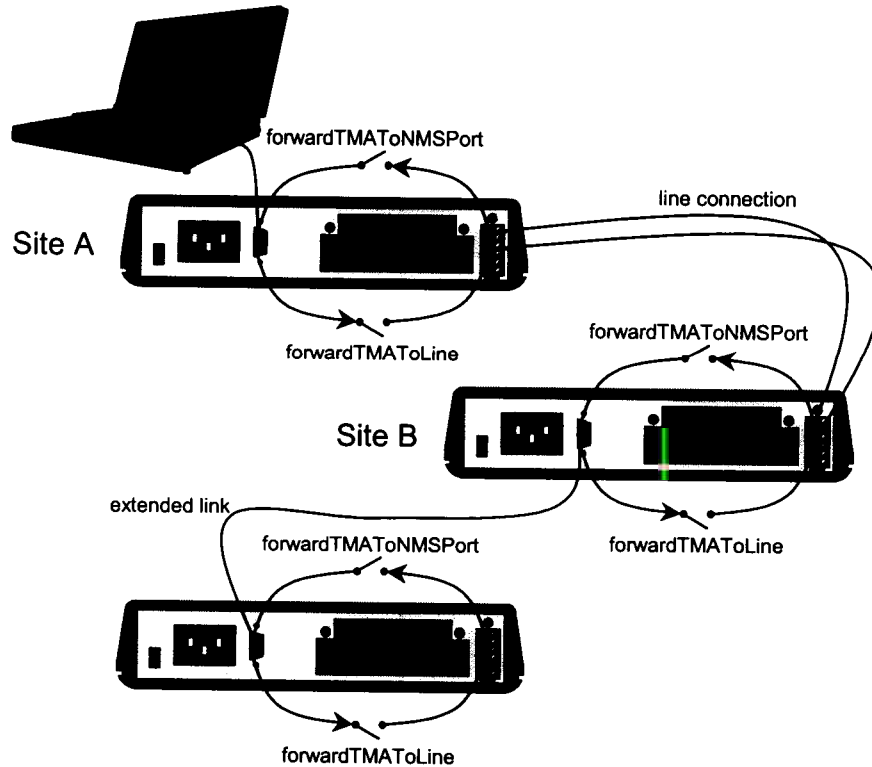 forwardTMAToNMSPort
line connection
Site A
forwardTMAToLine
forwardTMAToNMSPort
Site B
extended link
forwardTMAToLine
forwardTMAToNMSPort
forwardTMAToLine